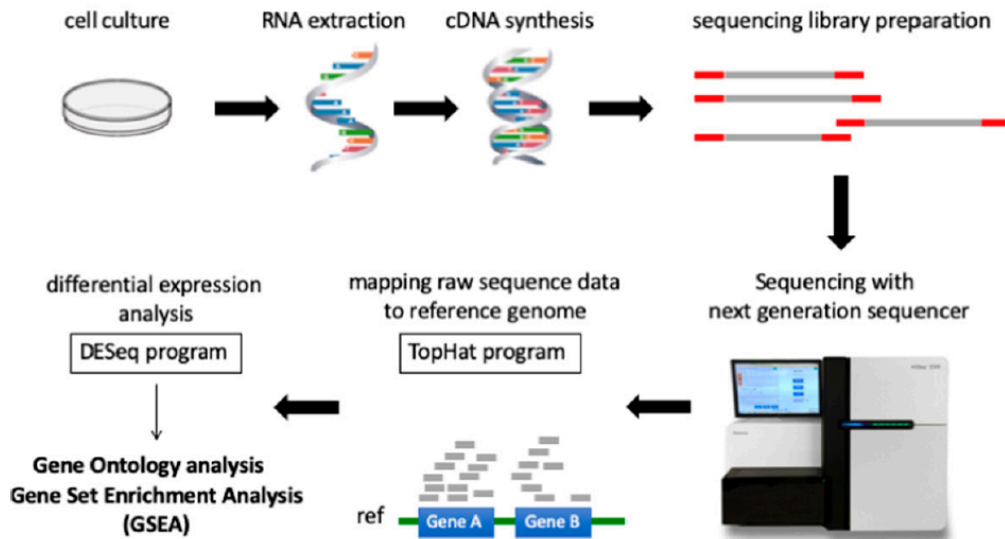 cell culture
RNA extraction
cDNA synthesis
sequencing library preparation
Sequencing with
next generation sequencer
mapping raw sequence data
to reference genome
TopHat program
differential expression
analysis
DESeq program
Gene Ontology analysis
Gene Set Enrichment Analysis
(GSEA)
ref
Gene A
Gene B